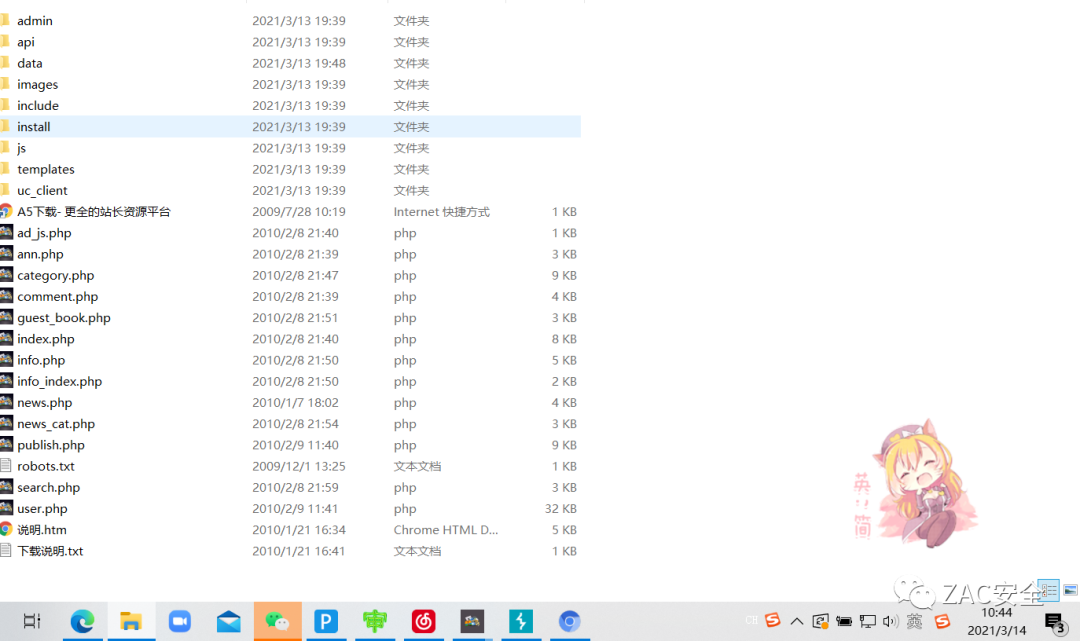 admin 2021/3/13 19:39 文件夹
api 2021/3/13 19:39 文件夹
data 2021/3/13 19:48 文件夹
images 2021/3/13 19:39 文件夹
include 2021/3/13 19:39 文件夹
install 2021/3/13 19:39 文件夹
js 2021/3/13 19:39 文件夹
templates 2021/3/13 19:39 文件夹
uc_client 2021/3/13 19:39 文件夹
A5下载- 更全的站长资源平台 2009/7/28 10:19 Internet 快捷方式 1 KB
ad_js.php 2010/2/8 21:40 php 1 KB
ann.php 2010/2/8 21:39 php 3 KB
category.php 2010/2/8 21:47 php 9 KB
comment.php 2010/2/8 21:39 php 4 KB
guest_book.php 2010/2/8 21:51 php 3 KB
index.php 2010/2/8 21:40 php 8 KB
info.php 2010/2/8 21:50 php 5 KB
info_index.php 2010/2/8 21:50 php 2 KB
news.php 2010/1/7 18:02 php 4 KB
news_cat.php 2010/2/8 21:54 php 3 KB
publish.php 2010/2/9 11:40 php 9 KB
robots.txt 2009/12/1 13:25 文本文档 1 KB
search.php 2010/2/8 21:59 php 3 KB
user.php 2010/2/9 11:41 php 32 KB
说明.htm 2010/1/21 16:34 Chrome HTML D... 5 KB
下载说明.txt 2010/1/21 16:41 文本文档 1 KB
英
简
ZAC安全
P
CH
S
英
S
10:44
2021/3/14
3